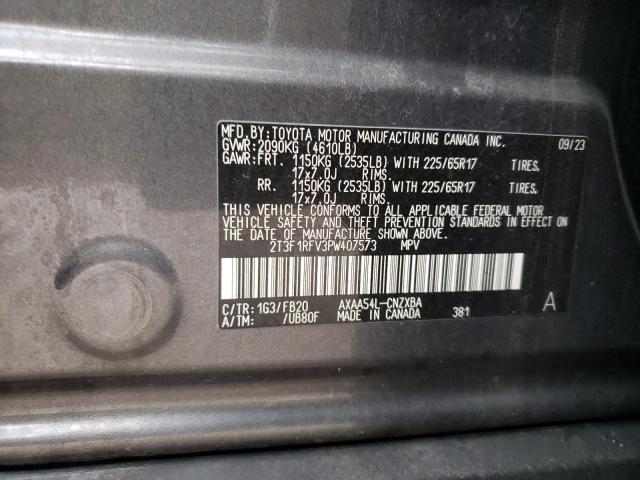 MFD.BY:TOYOTA MOTOR MANUFACTURING CANADA INC. 09/23
GVWR:2090KG (4610LB)
GAWR:FRT. 1150KG (2535LB) WITH 225/65R17 TIRES,
17x7.0J RIMS.
RR. 1150KG (2535LB) WITH 225/65R17 TIRES,
17x7.0J RIMS.
THIS VEHICLE CONFORMS TO ALL APPLICABLE FEDERAL MOTOR
VEHICLE SAFETY AND THEFT PREVENTION STANDARDS IN EFFECT ON
THE DATE OF MANUFACTURE SHOWN ABOVE.
2T3F1RFV3PW407573 MPV
C/TR:1G3/FB20 AXAA54L-CNZXBA A
A/TM: /UB80F MADE IN CANADA 381